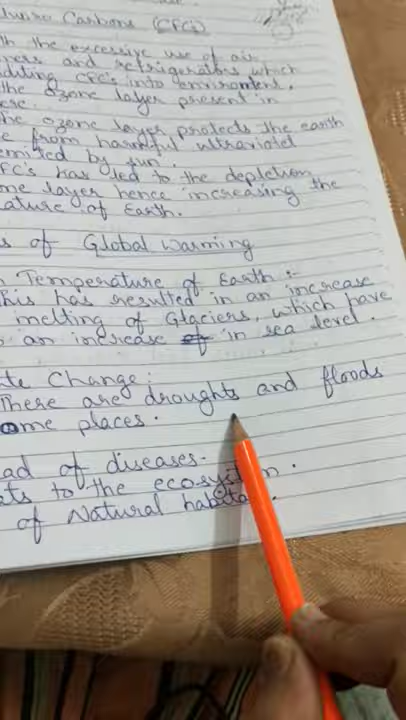 Carbons (CFC's)
the excessive use of air
and refrigirators which
CFC's into environment.
the ozone layer present in
ozone layer protects the earth
from harmful ultraviolet
emitted by sun.
CFC's has led to the depletion
layer hence increasing the
of Earth.
of Global Warming
Temperature of Earth :-
This has resulted in an increase
melting of Glaciers, which have
an increase in sea level.
Change :
There are droughts and floods
some places.
of diseases.
to the ecosystem.
of Natural habitat.